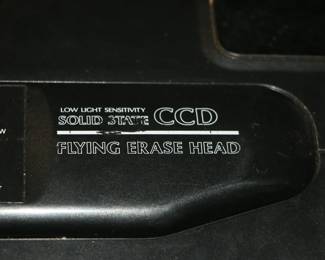 LOW LIGHT SENSITIVITY
SOLID STATE CCD
FLYING ERASE HEAD